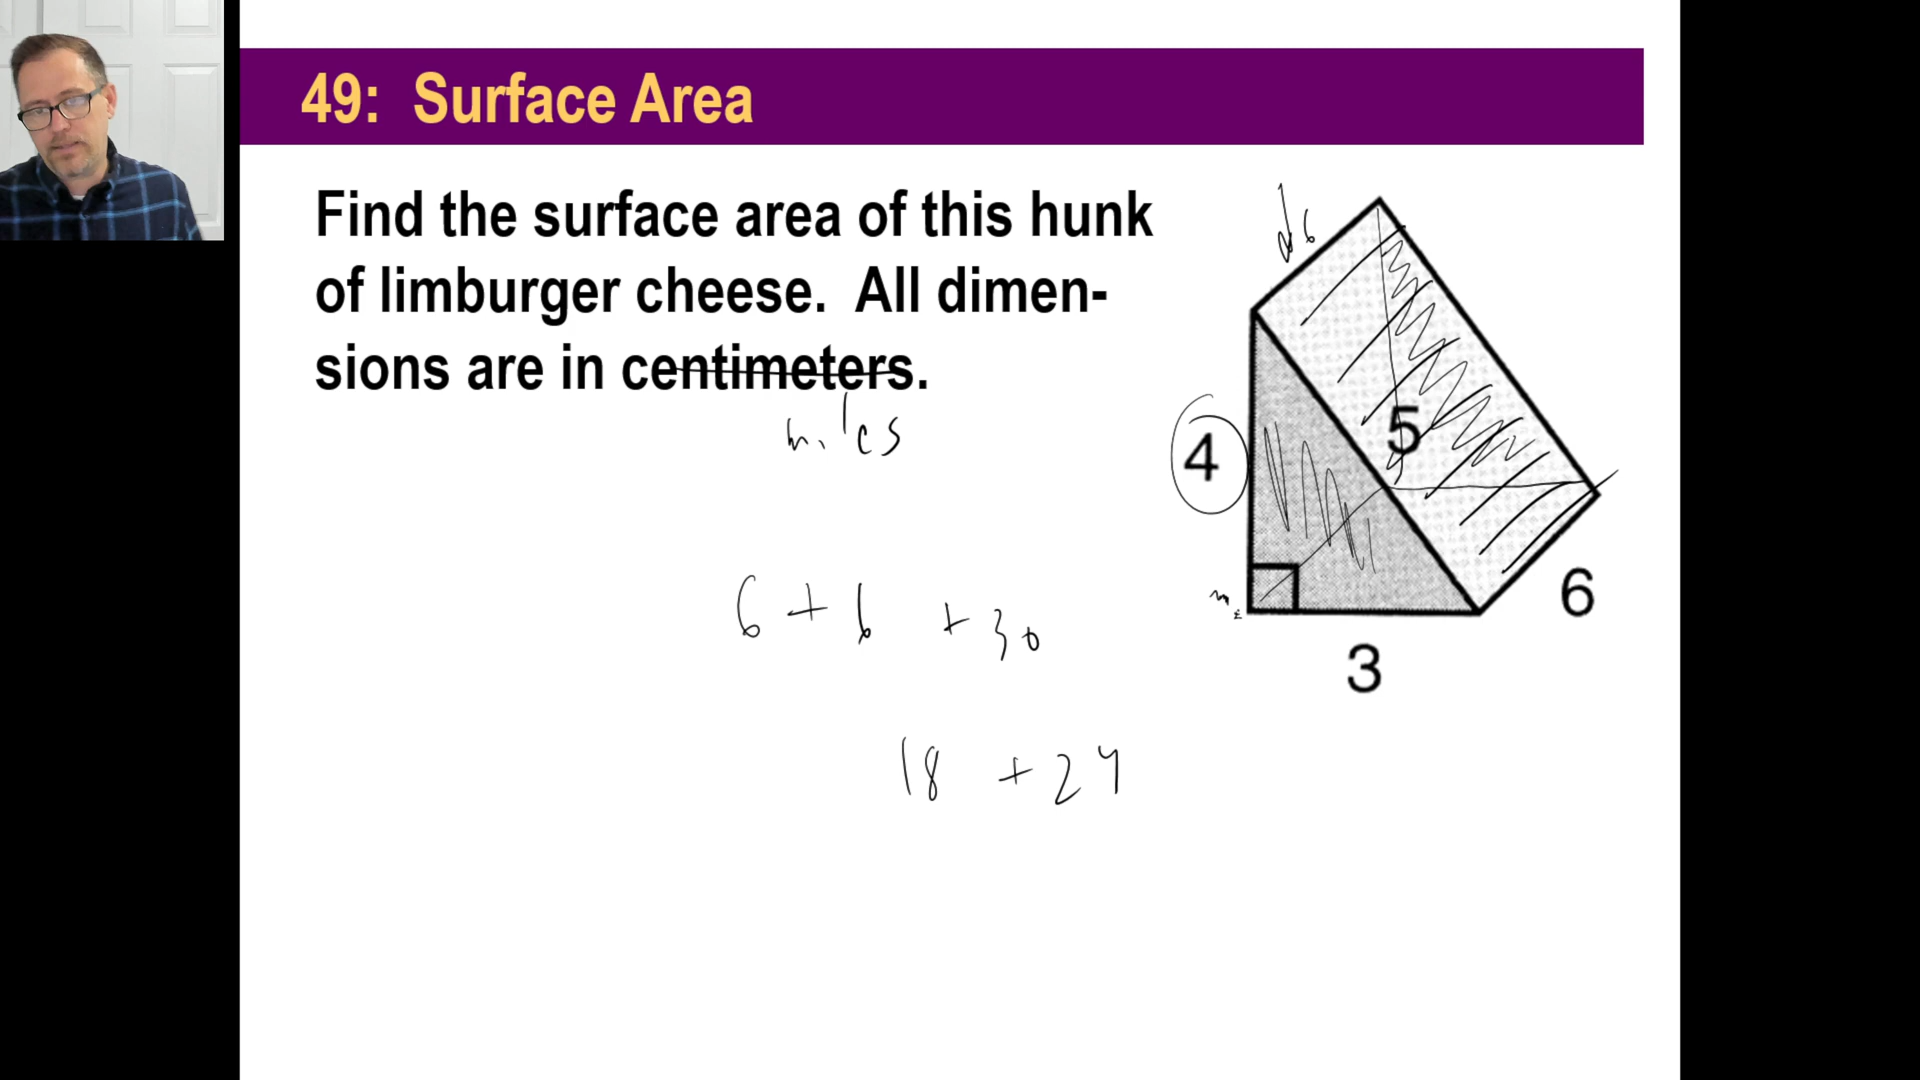 49: Surface Area
Find the surface area of this hunk
of limburger cheese. All dimen-
sions are in centimeters.
miles
6
4
5
6
3
6 + 6 + 30
18 + 24